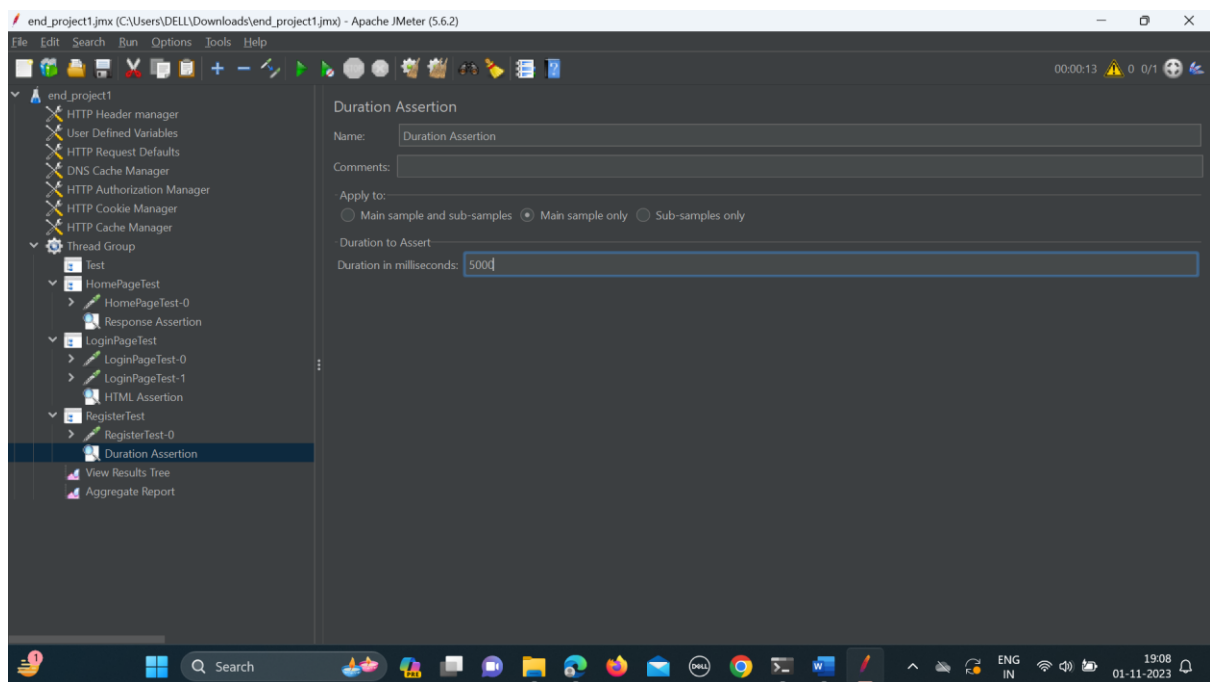 end_project1.jmx (C:\Users\DELL\Downloads\end_project1.jmx) - Apache JMeter (5.6.2)
File Edit Search Run Options Tools Help
00:00:13 0 0/1
end_project1
HTTP Header manager
User Defined Variables
HTTP Request Defaults
DNS Cache Manager
HTTP Authorization Manager
HTTP Cookie Manager
HTTP Cache Manager
Thread Group
Test
HomePageTest
HomePageTest-0
Response Assertion
LoginPageTest
LoginPageTest-0
LoginPageTest-1
HTML Assertion
RegisterTest
RegisterTest-0
Duration Assertion
View Results Tree
Aggregate Report
Duration Assertion
Name: Duration Assertion
Comments:
Apply to:
Main sample and sub-samples Main sample only Sub-samples only
Duration to Assert
Duration in milliseconds: 5000
1
Search
PRE
DELL
ENG
IN
19:08
01-11-2023